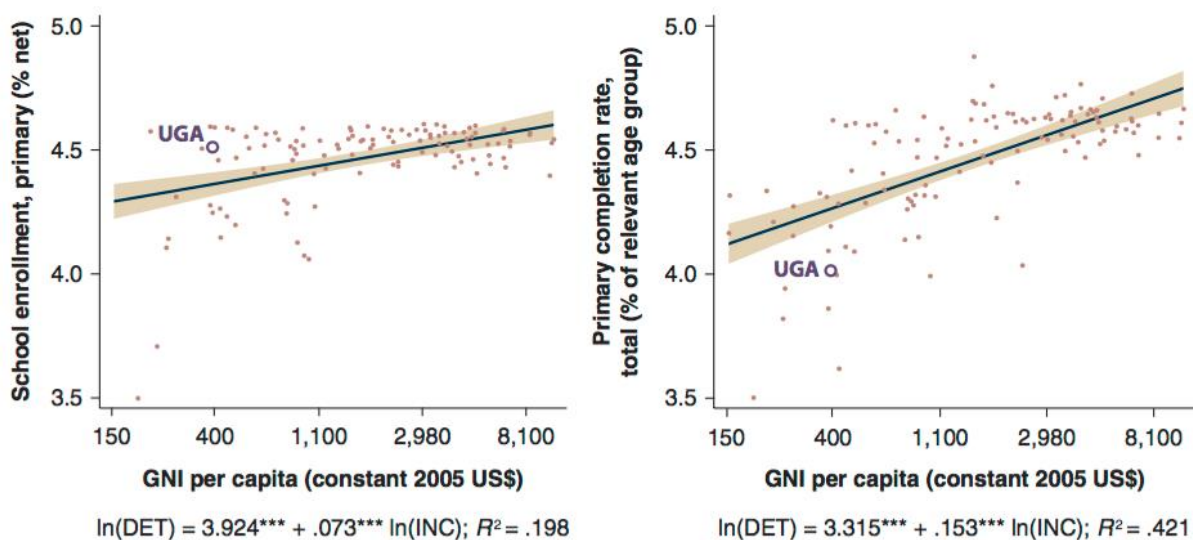 School enrollment, primary (% net)
5.0
4.5
4.0
3.5
UGA
150 400 1,100 2,980 8,100
GNI per capita (constant 2005 US$)
ln(DET) = 3.924*** + .073*** ln(INC); R² = .198
Primary completion rate,
total (% of relevant age group)
5.0
4.5
4.0
3.5
UGA
150 400 1,100 2,980 8,100
GNI per capita (constant 2005 US$)
ln(DET) = 3.315*** + .153*** ln(INC); R² = .421